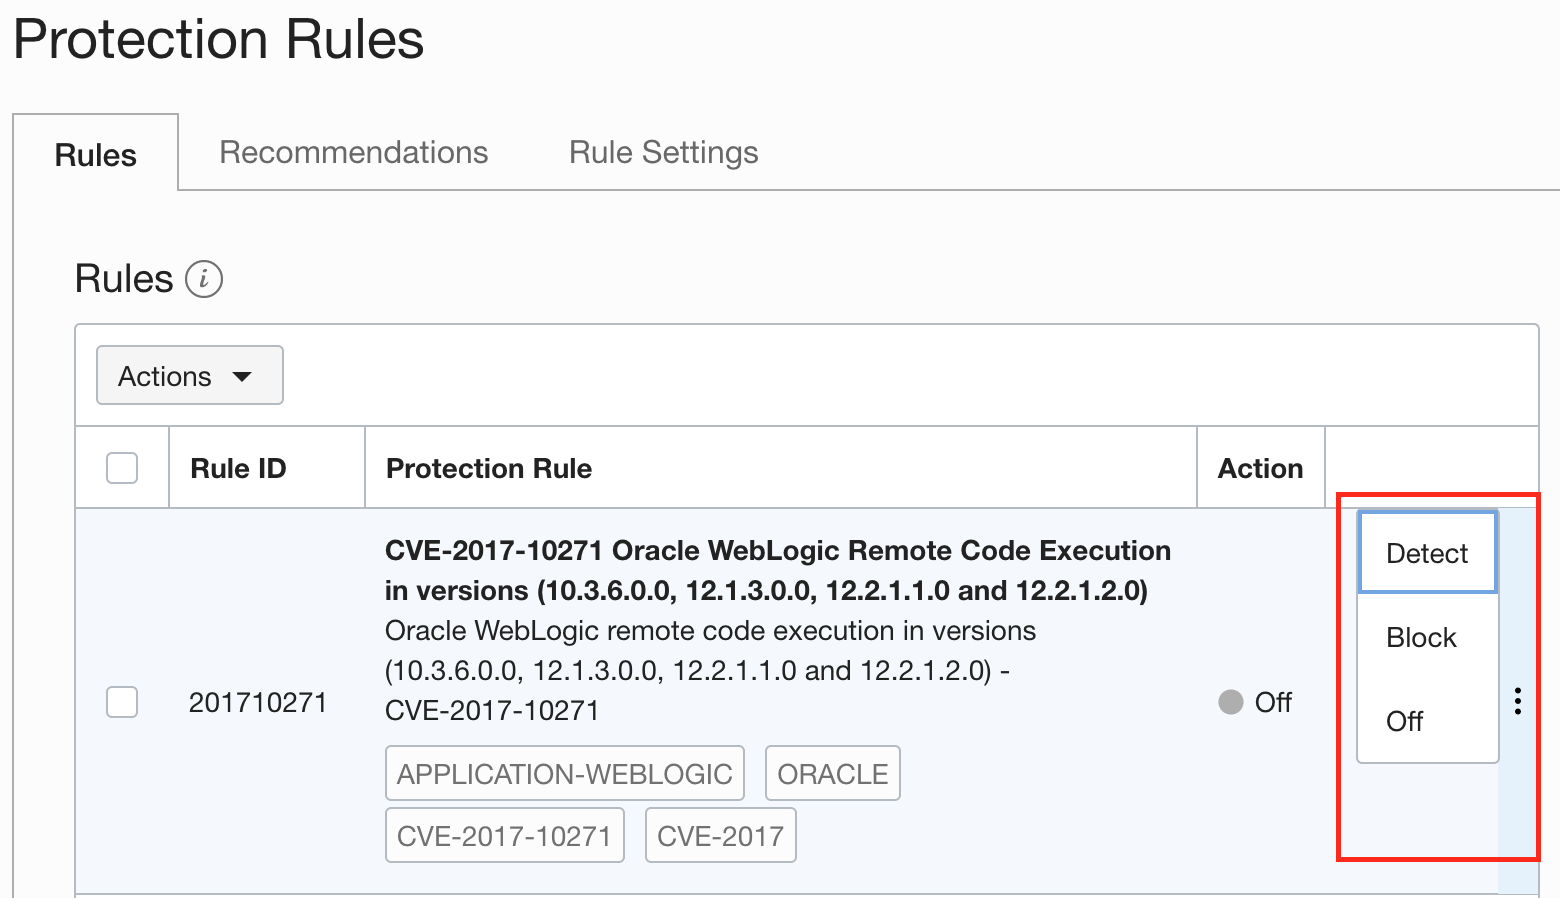 Protection Rules
Rules
Recommendations
Rule Settings
Rules i
Actions
Rule ID
Protection Rule
Action
201710271
CVE-2017-10271 Oracle WebLogic Remote Code Execution
in versions (10.3.6.0.0, 12.1.3.0.0, 12.2.1.1.0 and 12.2.1.2.0)
Oracle WebLogic remote code execution in versions
(10.3.6.0.0, 12.1.3.0.0, 12.2.1.1.0 and 12.2.1.2.0) -
CVE-2017-10271
APPLICATION-WEBLOGIC
ORACLE
CVE-2017-10271
CVE-2017
Off
Detect
Block
Off